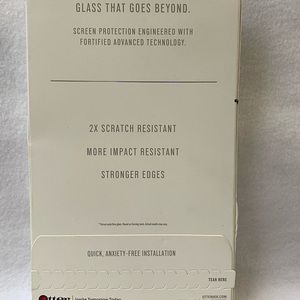 GLASS THAT GOES BEYOND.
SCREEN PROTECTION ENGINEERED WITH
FORTIFIED ADVANCED TECHNOLOGY.
2X SCRATCH RESISTANT
MORE IMPACT RESISTANT
STRONGER EDGES
QUICK, ANXIETY-FREE INSTALLATION
TEAR HERE
OTTERBOX.COM